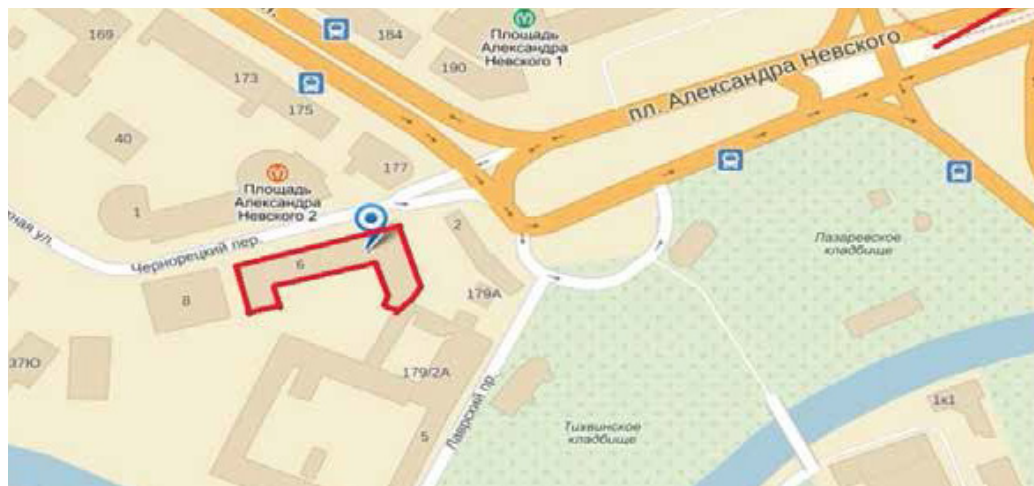 169
184
Площадь
Александра
Невского 1
190
173
175
пл. Александра Невского
40
177
Площадь
Александра
Невского 2
1
2
Чернорецкий пер.
6
8
179А
Лазаревское
кладбище
37Ю
179/2А
5
Лаврский пр.
Тихвинское
кладбище
1к1
ная ул.